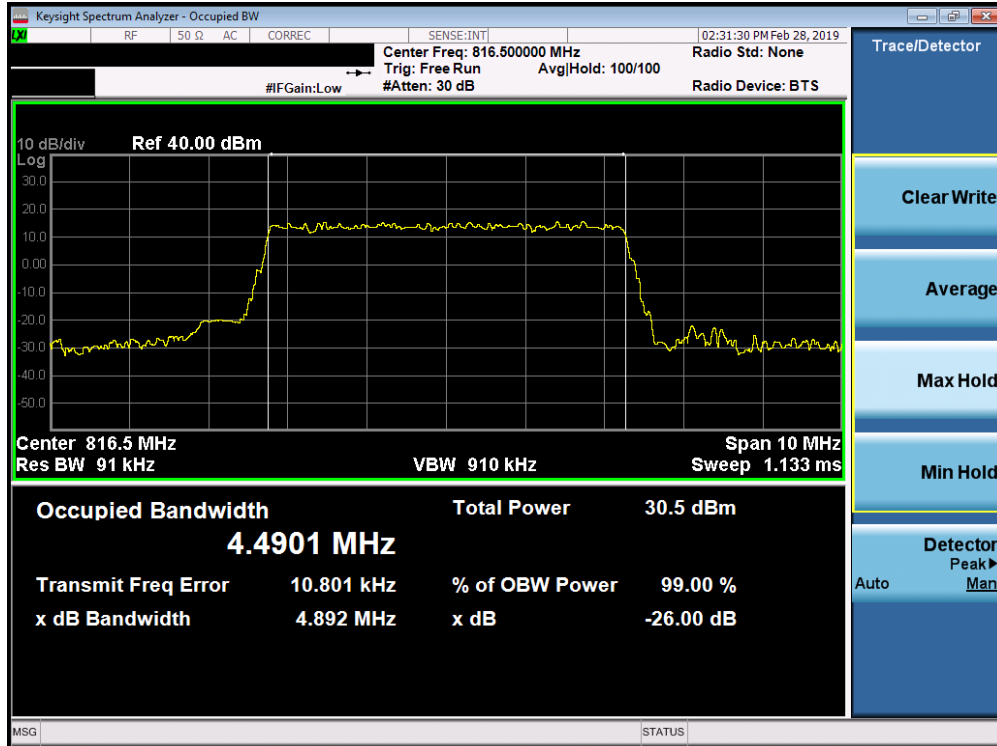 Keysight Spectrum Analyzer - Occupied BW
LXI RF 50 Ω AC CORREC SENSE:INT 02:31:30 PM Feb 28, 2019
Center Freq: 816.500000 MHz Radio Std: None
Trig: Free Run Avg|Hold: 100/100
#IFGain:Low #Atten: 30 dB Radio Device: BTS
Trace/Detector
10 dB/div Ref 40.00 dBm
Log
30.0
20.0
10.0
0.00
-10.0
-20.0
-30.0
-40.0
-50.0
Center 816.5 MHz Span 10 MHz
Res BW 91 kHz VBW 910 kHz Sweep 1.133 ms
Occupied Bandwidth Total Power 30.5 dBm
4.4901 MHz
Transmit Freq Error 10.801 kHz % of OBW Power 99.00 %
x dB Bandwidth 4.892 MHz x dB -26.00 dB
Clear Write
Average
Max Hold
Min Hold
Detector
Peak▶
Auto Man
MSG STATUS